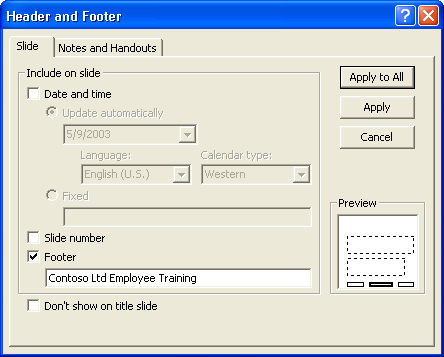 Header and Footer
Slide
Notes and Handouts
Include on slide
Date and time
Update automatically
5/9/2003
Language:
Calendar type:
English (U.S.)
Western
Fixed
Slide number
Footer
Contoso Ltd Employee Training
Don't show on title slide
Apply to All
Apply
Cancel
Preview